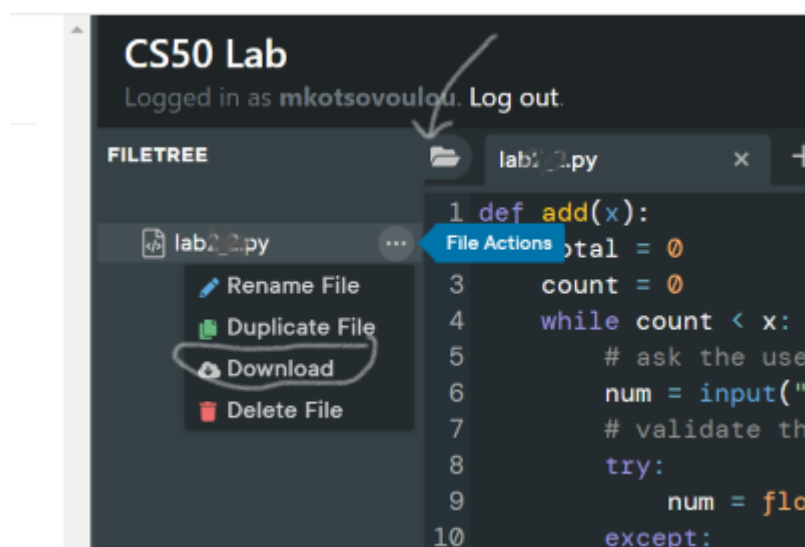 CS50 Lab
Logged in as mkotsovoulou. Log out.
FILETREE
.py ×
.py ···
File Actions
Rename File
Duplicate File
Download
Delete File
1 def add(x):
total = 0
3 count = 0
4 while count < x:
5 # ask the use
6 num = input("
7 # validate th
8 try:
9 num = flo
10 except: